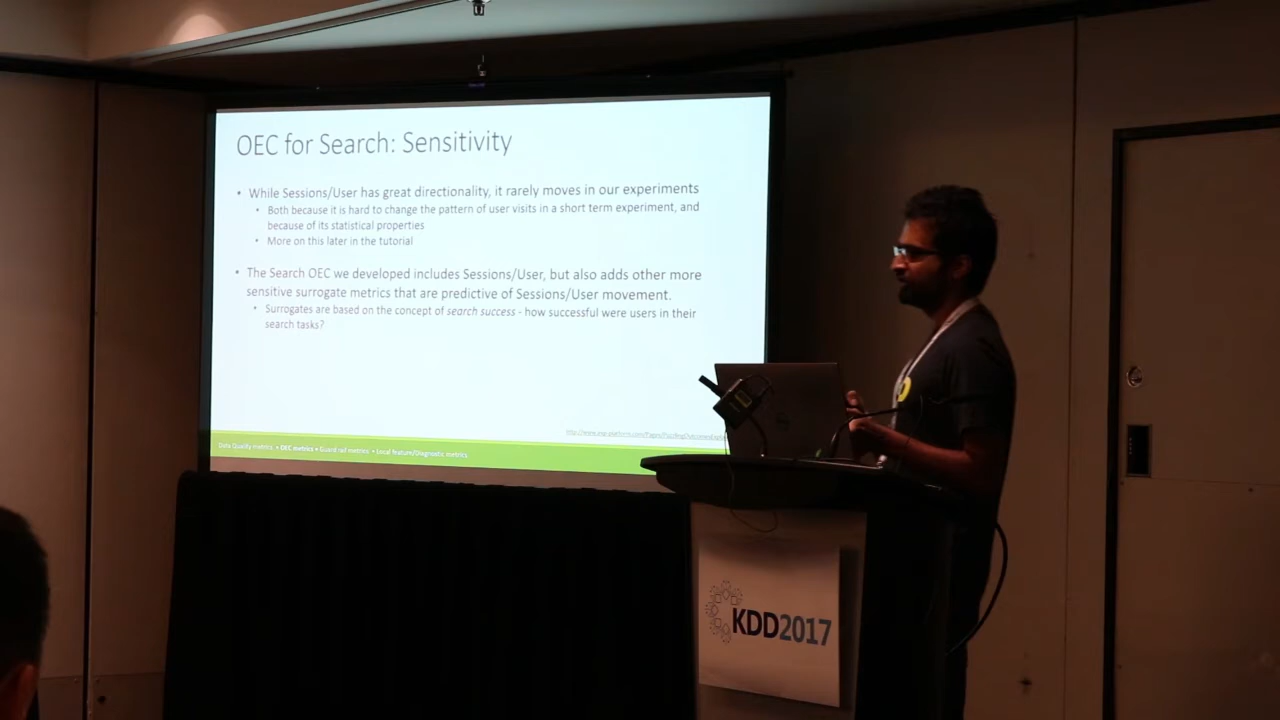 OEC for Search: Sensitivity
• While Sessions/User has great directionality, it rarely moves in our experiments
• Both because it is hard to change the pattern of user visits in a short term experiment, and
because of its statistical properties
• More on this later in the tutorial
• The Search OEC we developed includes Sessions/User, but also adds other more
sensitive surrogate metrics that are predictive of Sessions/User movement.
• Surrogates are based on the concept of search success - how successful were users in their
search tasks?
Data Quality metrics • OEC metrics • Guard rail metrics • Local feature/Diagnostic metrics
KDD2017